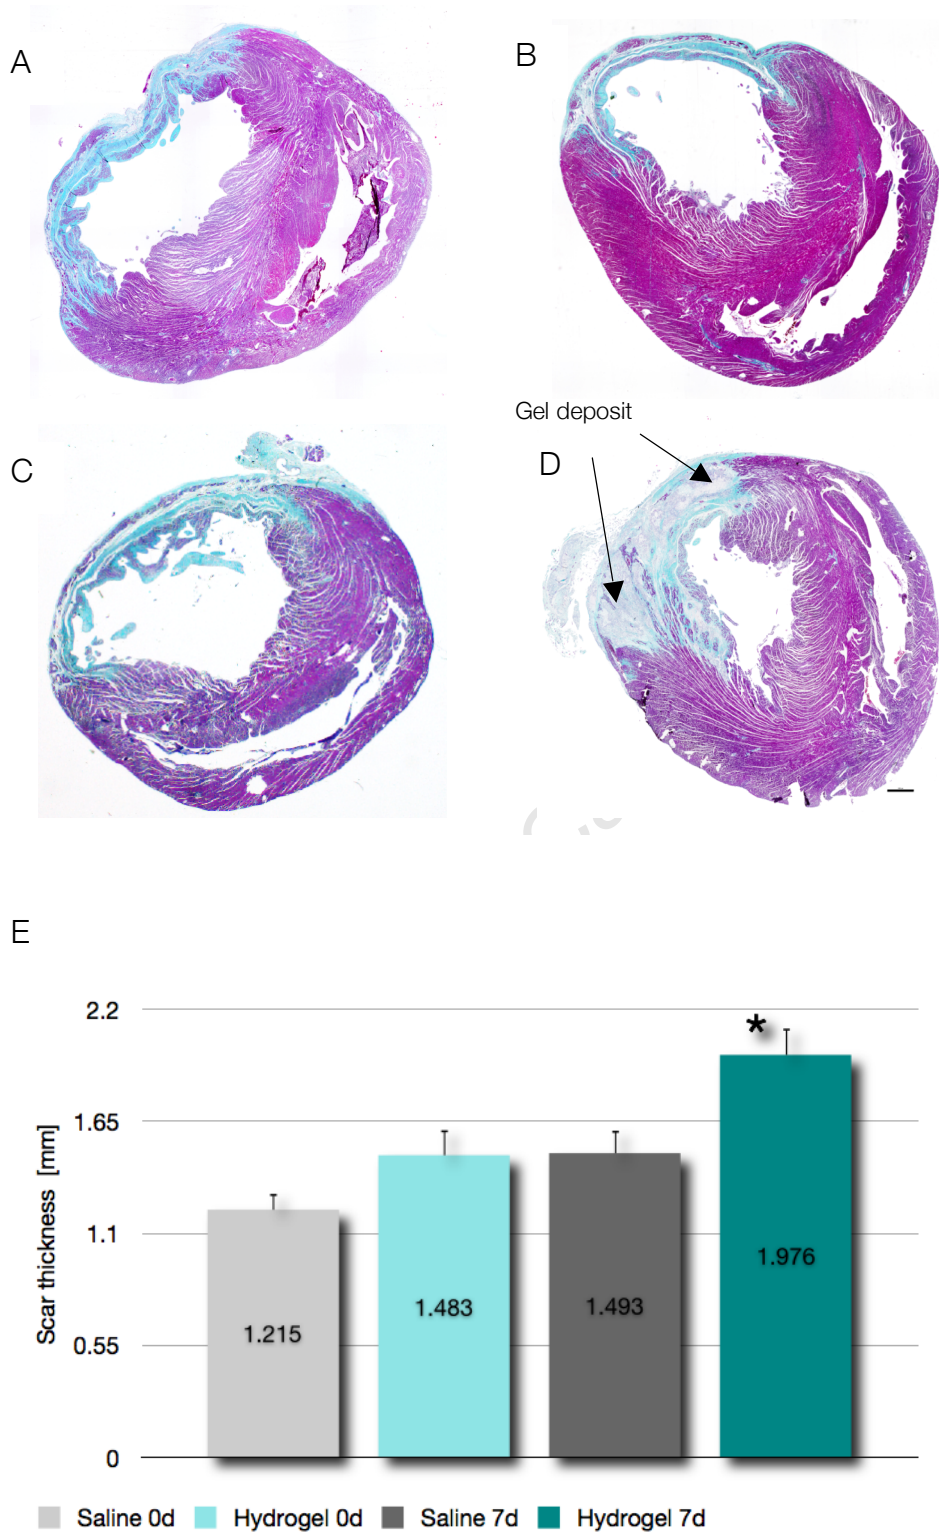 A
B
Gel deposit
C
D
E
2.2
*
1.65
Scar thickness [mm]
1.976
1.1
1.483
1.493
1.215
0.55
0
Saline 0d Hydrogel 0d Saline 7d Hydrogel 7d